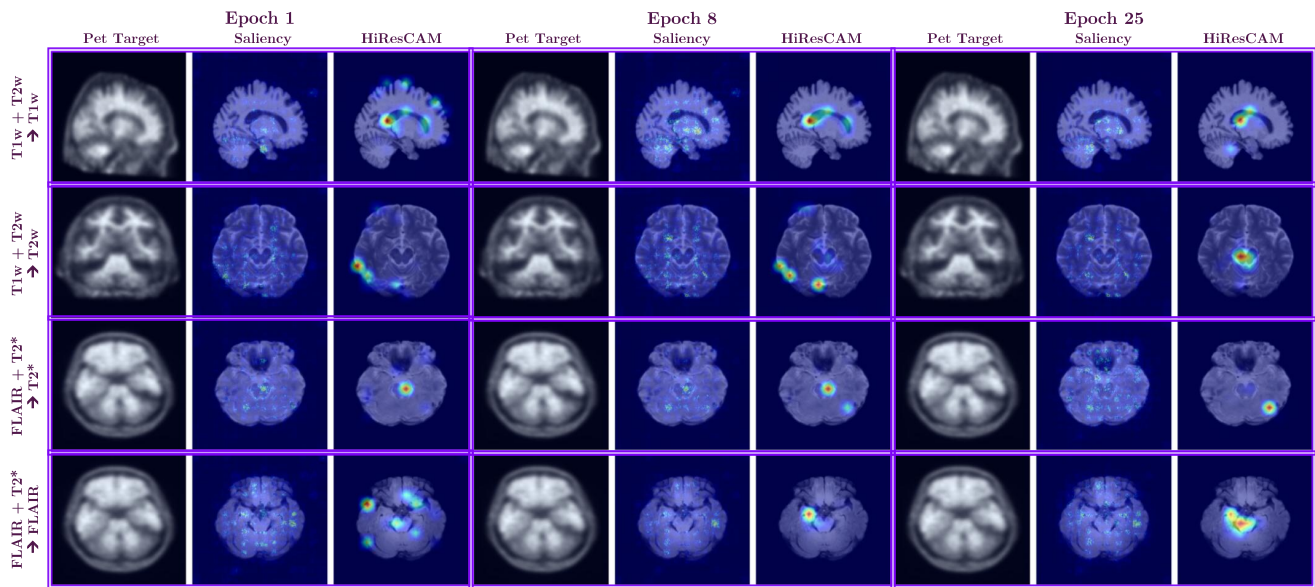 Epoch 1 Epoch 8 Epoch 25
Pet Target Saliency HiResCAM Pet Target Saliency HiResCAM Pet Target Saliency HiResCAM
T1w + T2w
→ T1w
T1w + T2w
→ T2w
FLAIR + T2*
→ T2*
FLAIR + T2*
→ FLAIR